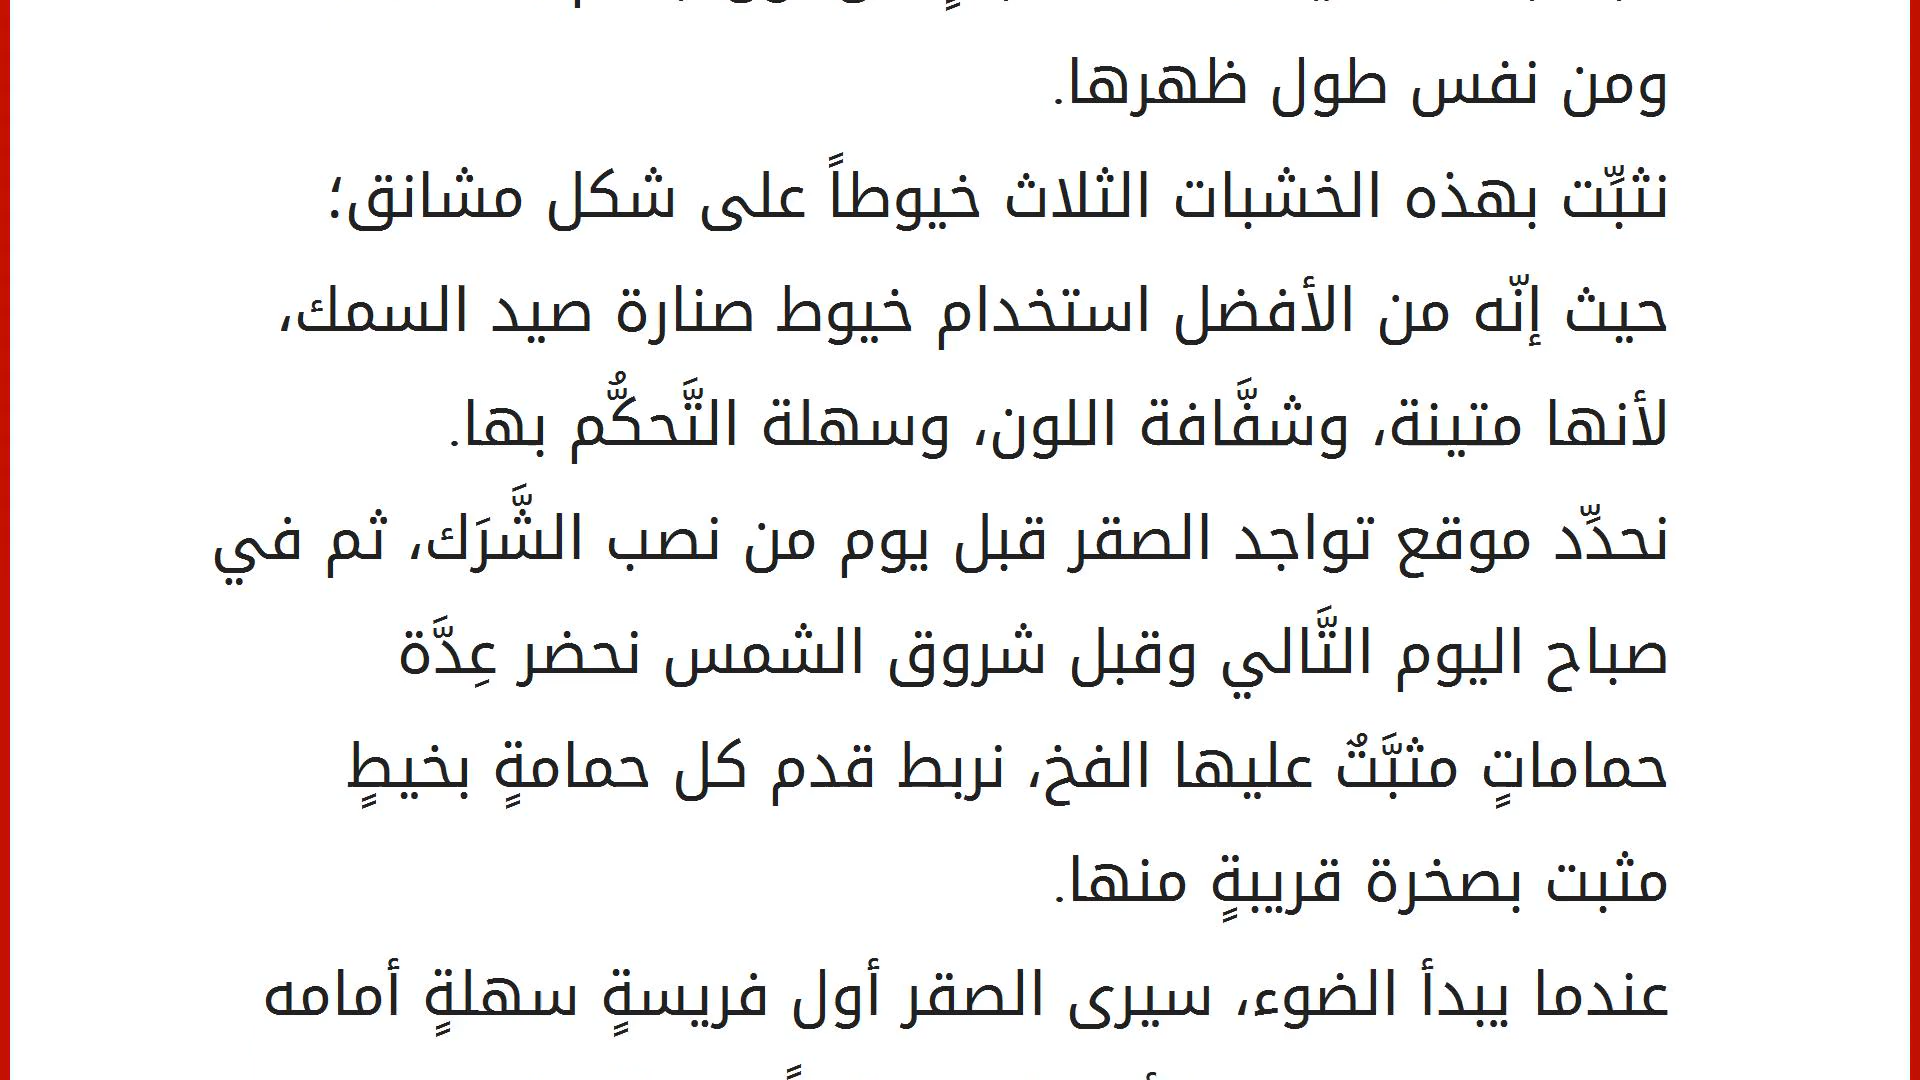 ومن نفس طول ظهرها.
نثبِّت بهذه الخشبات الثلاث خيوطاً على شكل مشانق؛
حيث إنّه من الأفضل استخدام خيوط صنارة صيد السمك،
لأنها متينة، وشفَّافة اللون، وسهلة التَّحكُّم بها.
نحدِّد موقع تواجد الصقر قبل يوم من نصب الشَّرَك، ثم في
صباح اليوم التَّالي وقبل شروق الشمس نحضر عِدَّة
حماماتٍ مثبَّتٌ عليها الفخ، نربط قدم كل حمامةٍ بخيطٍ
مثبت بصخرة قريبةٍ منها.
عندما يبدأ الضوء، سيرى الصقر أول فريسةٍ سهلةٍ أمامه